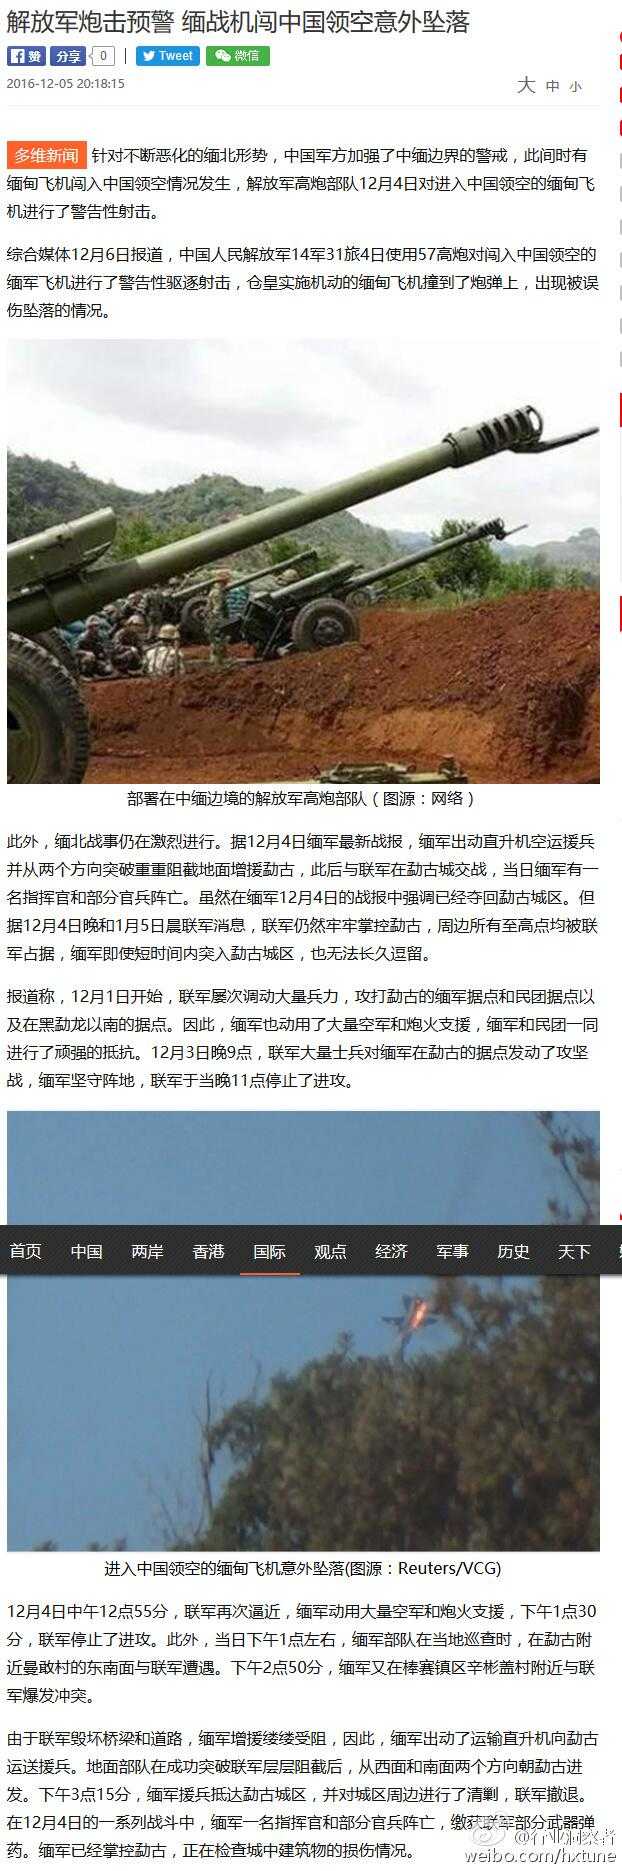 解放军炮击预警 缅战机闯中国领空意外坠落
赞 分享 0 Tweet 微信
2016-12-05 20:18:15 大 中 小
多维新闻 针对不断恶化的缅北形势，中国军方加强了中缅边界的警戒，此间时有
缅甸飞机闯入中国领空情况发生，解放军高炮部队12月4日对进入中国领空的缅甸飞
机进行了警告性射击。
综合媒体12月6日报道，中国人民解放军14军31旅4日使用57高炮对闯入中国领空的
缅军飞机进行了警告性驱逐射击，仓皇实施机动的缅甸飞机撞到了炮弹上，出现被误
伤坠落的情况。
部署在中缅边境的解放军高炮部队（图源：网络）
此外，缅北战事仍在激烈进行。据12月4日缅军最新战报，缅军出动直升机空运援兵
并从两个方向突破重重阻截地面增援勐古，此后与联军在勐古城交战，当日缅军有一
名指挥官和部分官兵阵亡。虽然在缅军12月4日的战报中强调已经夺回勐古城区。但
据12月4日晚和1月5日晨联军消息，联军仍然牢牢掌控勐古，周边所有至高点均被联
军占据，缅军即使短时间内突入勐古城区，也无法长久逗留。
报道称，12月1日开始，联军屡次调动大量兵力，攻打勐古的缅军据点和民团据点以
及在黑勐龙以南的据点。因此，缅军也动用了大量空军和炮火支援，缅军和民团一同
进行了顽强的抵抗。12月3日晚9点，联军大量士兵对缅军在勐古的据点发动了攻坚
战，缅军坚守阵地，联军于当晚11点停止了进攻。
首页 中国 两岸 香港 国际 观点 经济 军事 历史 天下
进入中国领空的缅甸飞机意外坠落(图源：Reuters/VCG)
12月4日中午12点55分，联军再次逼近，缅军动用大量空军和炮火支援，下午1点30
分，联军停止了进攻。此外，当日下午1点左右，缅军部队在当地巡查时，在勐古附
近曼敢村的东南面与联军遭遇。下午2点50分，缅军又在棒赛镇区辛彬盖村附近与联
军爆发冲突。
由于联军毁坏桥梁和道路，缅军增援缕缕受阻，因此，缅军出动了运输直升机向勐古
运送援兵。地面部队在成功突破联军层层阻截后，从西面和南面两个方向朝勐古进
发。下午3点15分，缅军援兵抵达勐古城区，并对城区周边进行了清剿，联军撤退。
在12月4日的一系列战斗中，缅军一名指挥官和部分官兵阵亡，缴获联军部分武器弹
药。缅军已经掌控勐古，正在检查城中建筑物的损伤情况。
weibo.com/hxtune